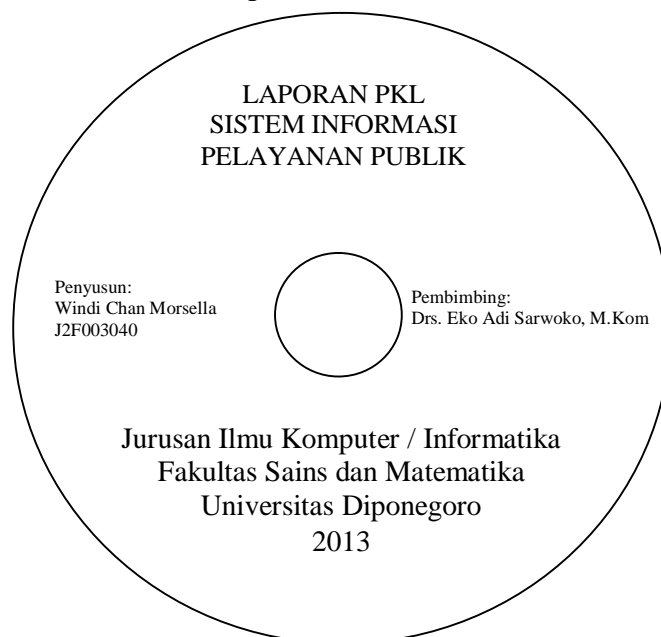 LAPORAN PKL
SISTEM INFORMASI
PELAYANAN PUBLIK
Penyusun:
Windi Chan Morsella
J2F003040
Pembimbing:
Drs. Eko Adi Sarwoko, M.Kom
Jurusan Ilmu Komputer / Informatika
Fakultas Sains dan Matematika
Universitas Diponegoro
2013